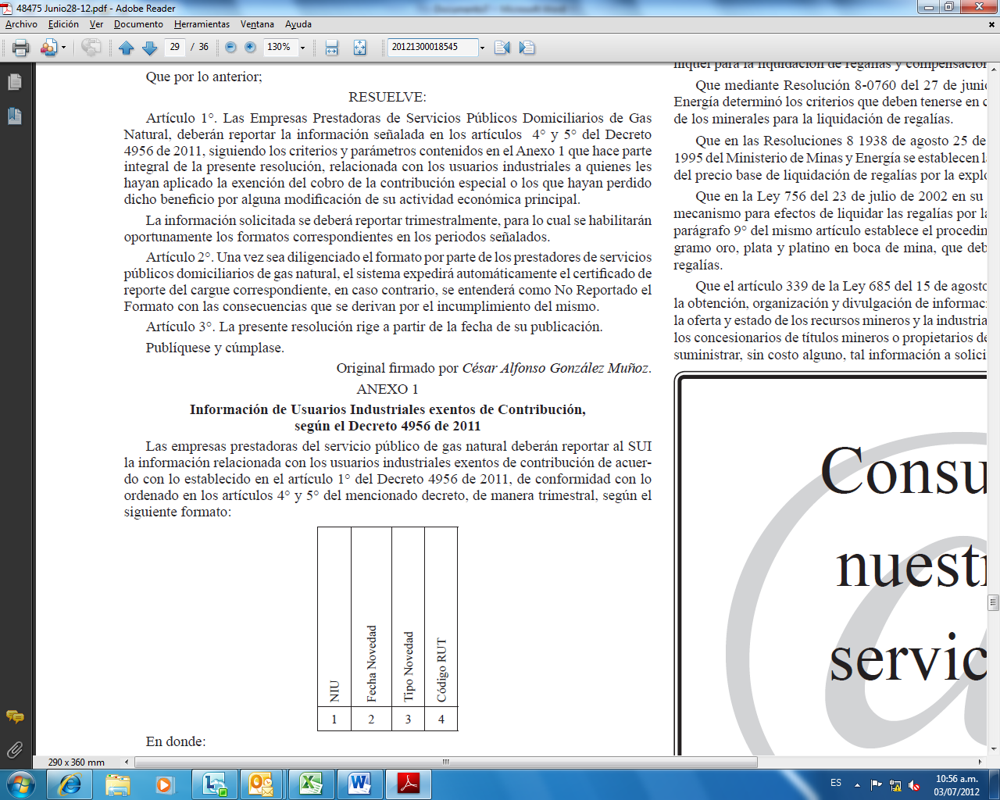 48475 Junio28-12.pdf - Adobe Reader
Archivo Edición Ver Documento Herramientas Ventana Ayuda
29 / 36 130% 20121300018545
Que por lo anterior;
RESUELVE:
Artículo 1°. Las Empresas Prestadoras de Servicios Públicos Domiciliarios de Gas
Natural, deberán reportar la información señalada en los artículos 4° y 5° del Decreto
4956 de 2011, siguiendo los criterios y parámetros contenidos en el Anexo 1 que hace parte
integral de la presente resolución, relacionada con los usuarios industriales a quienes les
hayan aplicado la exención del cobro de la contribución especial o los que hayan perdido
dicho beneficio por alguna modificación de su actividad económica principal.
La información solicitada se deberá reportar trimestralmente, para lo cual se habilitarán
oportunamente los formatos correspondientes en los periodos señalados.
Artículo 2°. Una vez sea diligenciado el formato por parte de los prestadores de servicios
públicos domiciliarios de gas natural, el sistema expedirá automáticamente el certificado de
reporte del cargue correspondiente, en caso contrario, se entenderá como No Reportado el
Formato con las consecuencias que se derivan por el incumplimiento del mismo.
Artículo 3°. La presente resolución rige a partir de la fecha de su publicación.
Publíquese y cúmplase.
Original firmado por César Alfonso González Muñoz.
ANEXO 1
Información de Usuarios Industriales exentos de Contribución,
según el Decreto 4956 de 2011
Las empresas prestadoras del servicio público de gas natural deberán reportar al SUI
la información relacionada con los usuarios industriales exentos de contribución de acuer-
do con lo establecido en el artículo 1° del Decreto 4956 de 2011, de conformidad con lo
ordenado en los artículos 4° y 5° del mencionado decreto, de manera trimestral, según el
siguiente formato:
NIU
Fecha Novedad
Tipo Novedad
Código RUT
1 2 3 4
En donde:
níquel para la liquidación de regalías y compensacion
Que mediante Resolución 8-0760 del 27 de juni
Energía determinó los criterios que deben tenerse en c
de los minerales para la liquidación de regalías.
Que en las Resoluciones 8 1938 de agosto 25 de
1995 del Ministerio de Minas y Energía se establecen l
del precio base de liquidación de regalías por la explo
Que en la Ley 756 del 23 de julio de 2002 en su
mecanismo para efectos de liquidar las regalías por la
parágrafo 9° del mismo artículo establece el procedin
gramo oro, plata y platino en boca de mina, que deb
regalías.
Que el artículo 339 de la Ley 685 del 15 de agosto
la obtención, organización y divulgación de informaci
la oferta y estado de los recursos mineros y la industria
los concesionarios de títulos mineros o propietarios de
suministrar, sin costo alguno, tal información a solici
Consu
nuestr
servic
290 x 360 mm
ES
10:56 a.m.
03/07/2012